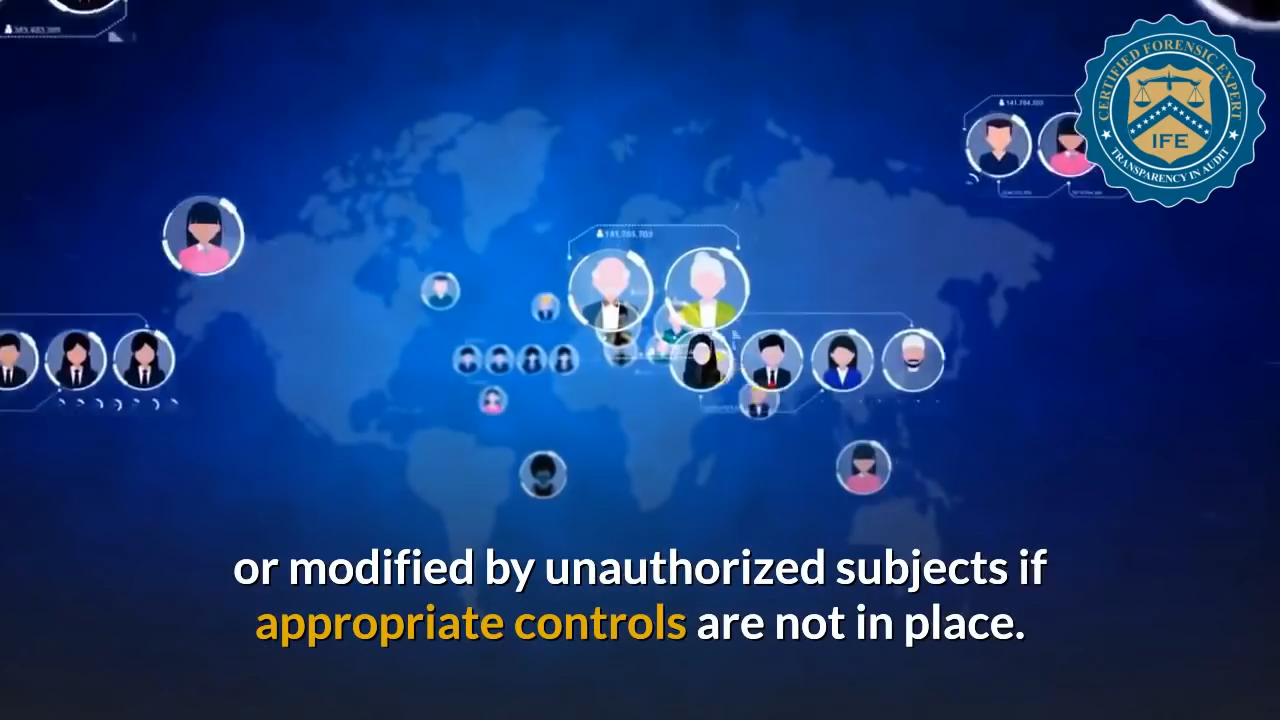 CERTIFIED FORENSIC EXPERT
IFE
TRANSPARENCY IN AUDIT
or modified by unauthorized subjects if
appropriate controls are not in place.